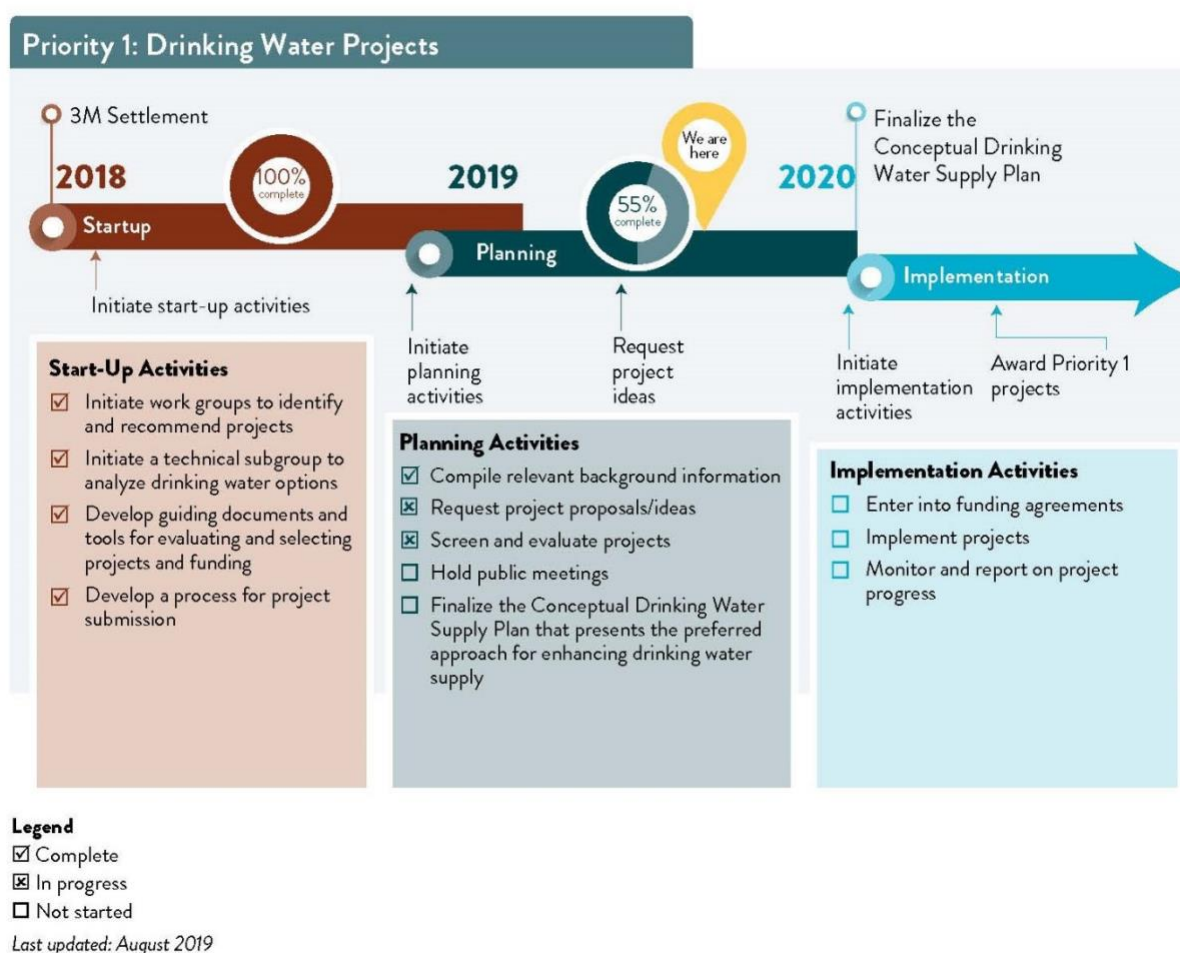 Priority 1: Drinking Water Projects
3M Settlement
2018
100%
complete
2019
55%
complete
We are
here
2020
Finalize the
Conceptual Drinking
Water Supply Plan
Startup
Planning
Implementation
Initiate start-up activities
Initiate
planning
activities
Request
project
ideas
Initiate
implementation
activities
Award Priority 1
projects
Start-Up Activities
☑ Initiate work groups to identify
and recommend projects
☑ Initiate a technical subgroup to
analyze drinking water options
☑ Develop guiding documents and
tools for evaluating and selecting
projects and funding
☑ Develop a process for project
submission
Planning Activities
☑ Compile relevant background information
☒ Request project proposals/ideas
☒ Screen and evaluate projects
☐ Hold public meetings
☐ Finalize the Conceptual Drinking Water
Supply Plan that presents the preferred
approach for enhancing drinking water
supply
Implementation Activities
☐ Enter into funding agreements
☐ Implement projects
☐ Monitor and report on project
progress
Legend
☑ Complete
☒ In progress
☐ Not started
Last updated: August 2019